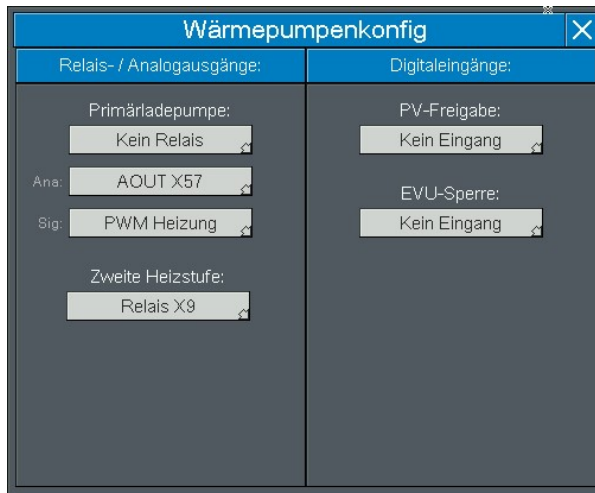 Wärmepumpenkonfig
Relais- / Analogausgänge:
Primärladepumpe:
Kein Relais
Ana: AOUT X57
Sig: PWM Heizung
Zweite Heizstufe:
Relais X9
Digitaleingänge:
PV-Freigabe:
Kein Eingang
EVU-Sperre:
Kein Eingang